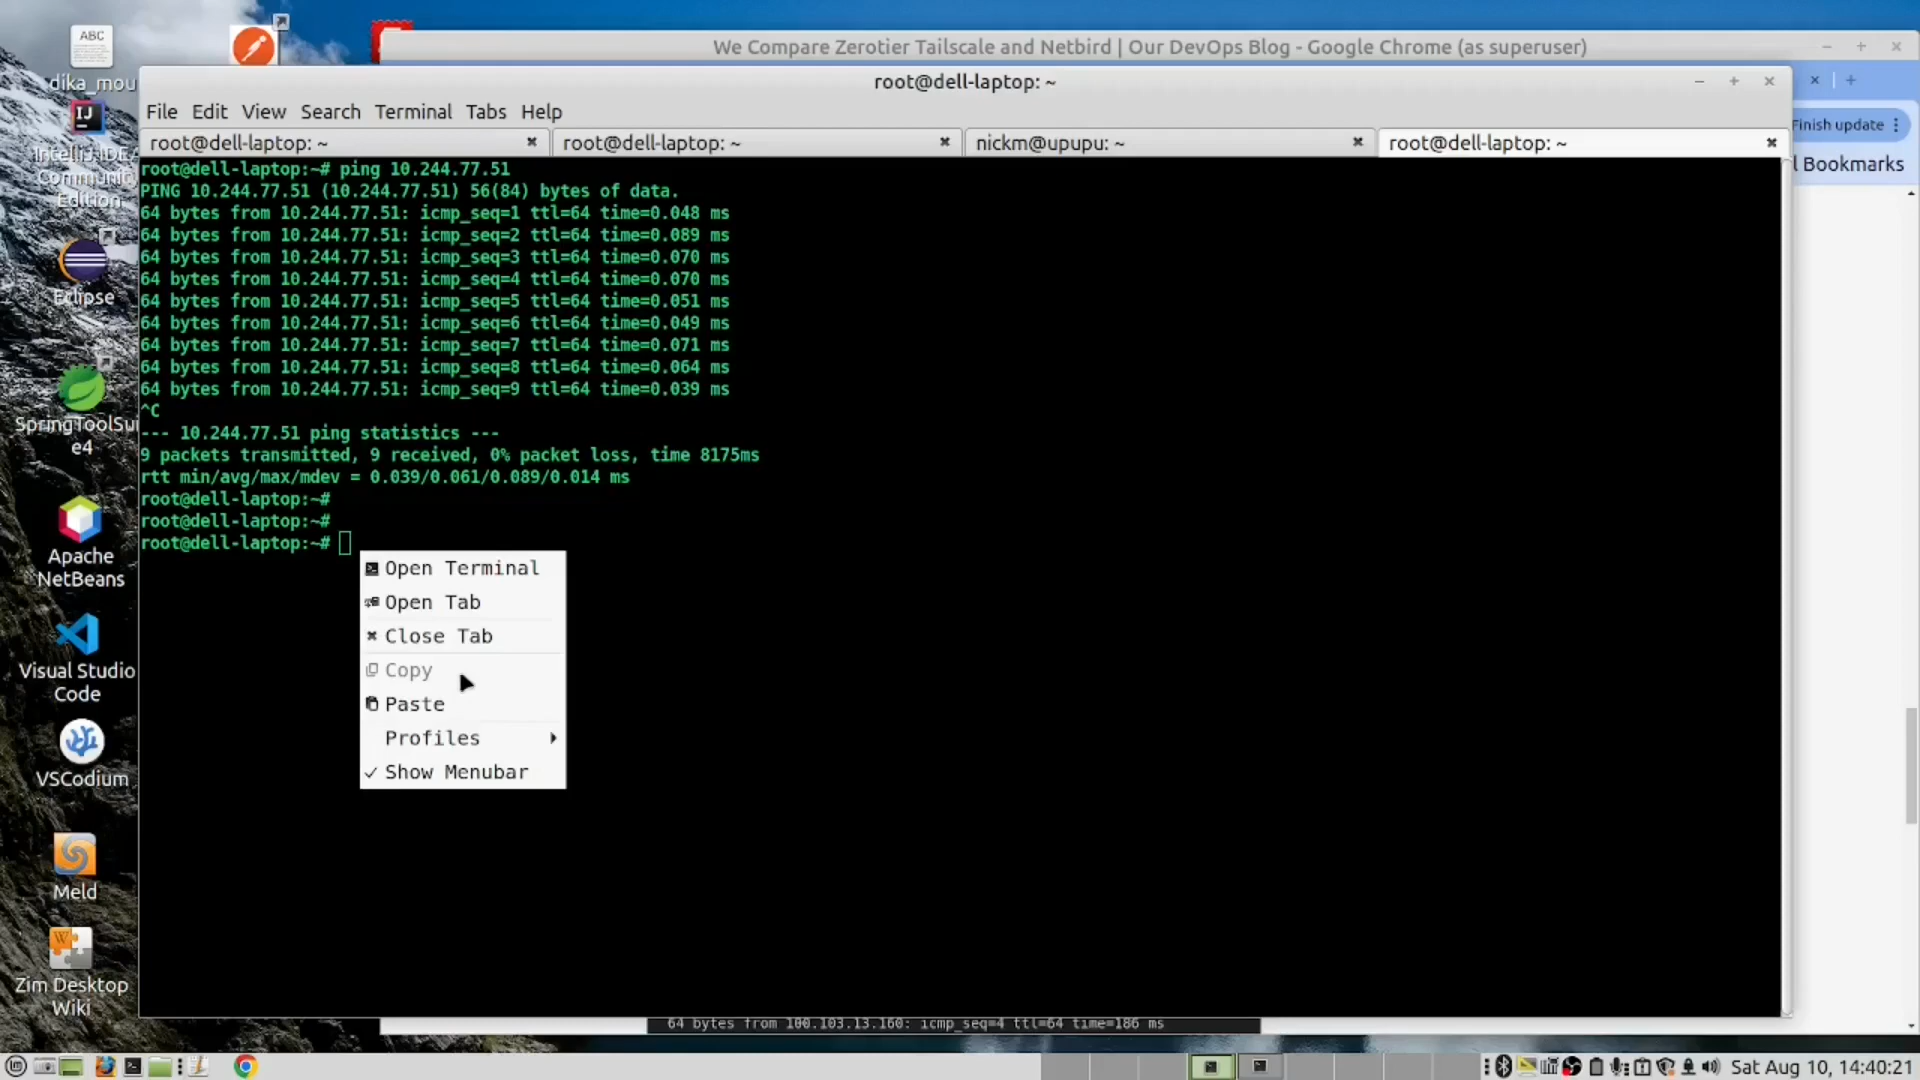 ABC
dika_mou
We Compare Zerotier Tailscale and Netbird | Our DevOps Blog - Google Chrome (as superuser)
root@dell-laptop: ~
File Edit View Search Terminal Tabs Help
Finish update
root@dell-laptop: ~
root@dell-laptop: ~
nickm@upupu: ~
root@dell-laptop: ~
l Bookmarks
IJ
IntelliJ IDEA
Community
Edition
Eclipse
SpringToolSui
e4
Apache
NetBeans
Visual Studio
Code
VSCodium
Meld
W
Zim Desktop
Wiki
root@dell-laptop:~# ping 10.244.77.51
PING 10.244.77.51 (10.244.77.51) 56(84) bytes of data.
64 bytes from 10.244.77.51: icmp_seq=1 ttl=64 time=0.048 ms
64 bytes from 10.244.77.51: icmp_seq=2 ttl=64 time=0.089 ms
64 bytes from 10.244.77.51: icmp_seq=3 ttl=64 time=0.070 ms
64 bytes from 10.244.77.51: icmp_seq=4 ttl=64 time=0.070 ms
64 bytes from 10.244.77.51: icmp_seq=5 ttl=64 time=0.051 ms
64 bytes from 10.244.77.51: icmp_seq=6 ttl=64 time=0.049 ms
64 bytes from 10.244.77.51: icmp_seq=7 ttl=64 time=0.071 ms
64 bytes from 10.244.77.51: icmp_seq=8 ttl=64 time=0.064 ms
64 bytes from 10.244.77.51: icmp_seq=9 ttl=64 time=0.039 ms
^C
--- 10.244.77.51 ping statistics ---
9 packets transmitted, 9 received, 0% packet loss, time 8175ms
rtt min/avg/max/mdev = 0.039/0.061/0.089/0.014 ms
root@dell-laptop:~#
root@dell-laptop:~#
root@dell-laptop:~#
Open Terminal
Open Tab
Close Tab
Copy
Paste
Profiles
Show Menubar
64 bytes from 100.103.13.160: icmp_seq=4 ttl=64 time=186 ms
Sat Aug 10, 14:40:21